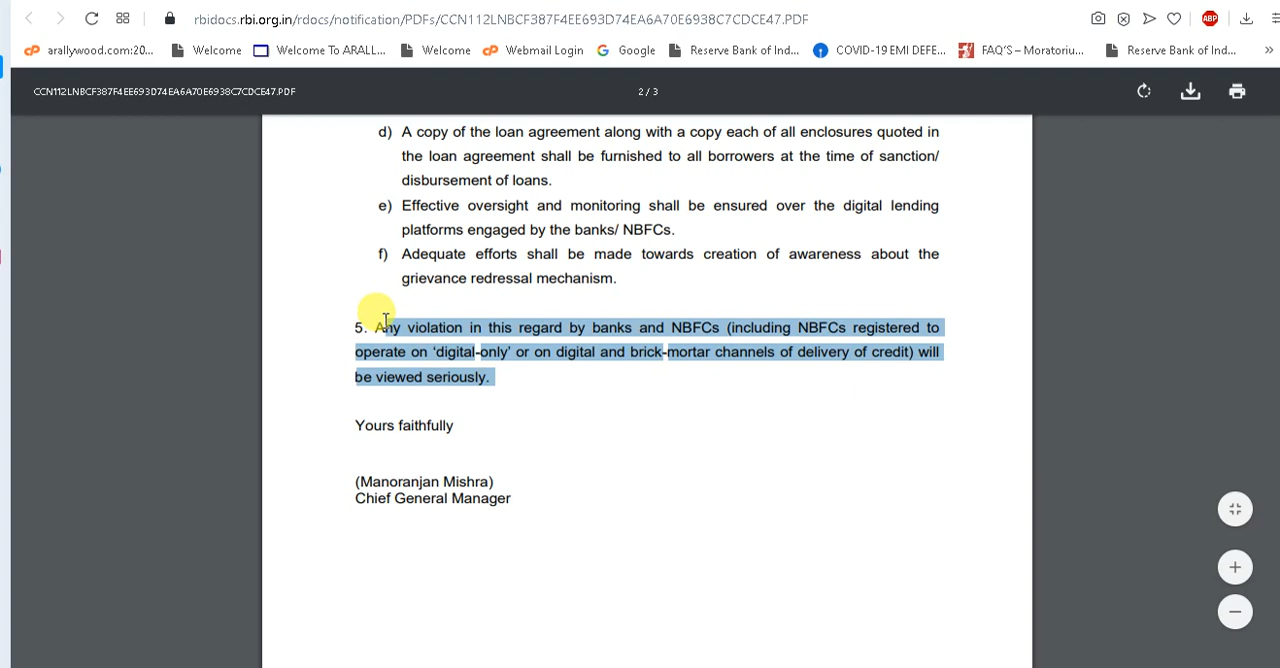 rbidocs.rbi.org.in/rdocs/notification/PDFs/CCN112LNBCF387F4EE693D74EA6A70E6938C7CDCE47.PDF
ABP
arallywood.com:20... Welcome Welcome To ARALL... Welcome Webmail Login Google Reserve Bank of Ind... COVID-19 EMI DEFE... FAQ'S – Moratoriu... Reserve Bank of Ind... »
CCN112LNBCF387F4EE693D74EA6A70E6938C7CDCE47.PDF 2 / 3
d) A copy of the loan agreement along with a copy each of all enclosures quoted in
the loan agreement shall be furnished to all borrowers at the time of sanction/
disbursement of loans.
e) Effective oversight and monitoring shall be ensured over the digital lending
platforms engaged by the banks/ NBFCs.
f) Adequate efforts shall be made towards creation of awareness about the
grievance redressal mechanism.
5. Any violation in this regard by banks and NBFCs (including NBFCs registered to
operate on ‘digital-only’ or on digital and brick-mortar channels of delivery of credit) will
be viewed seriously.
Yours faithfully
(Manoranjan Mishra)
Chief General Manager